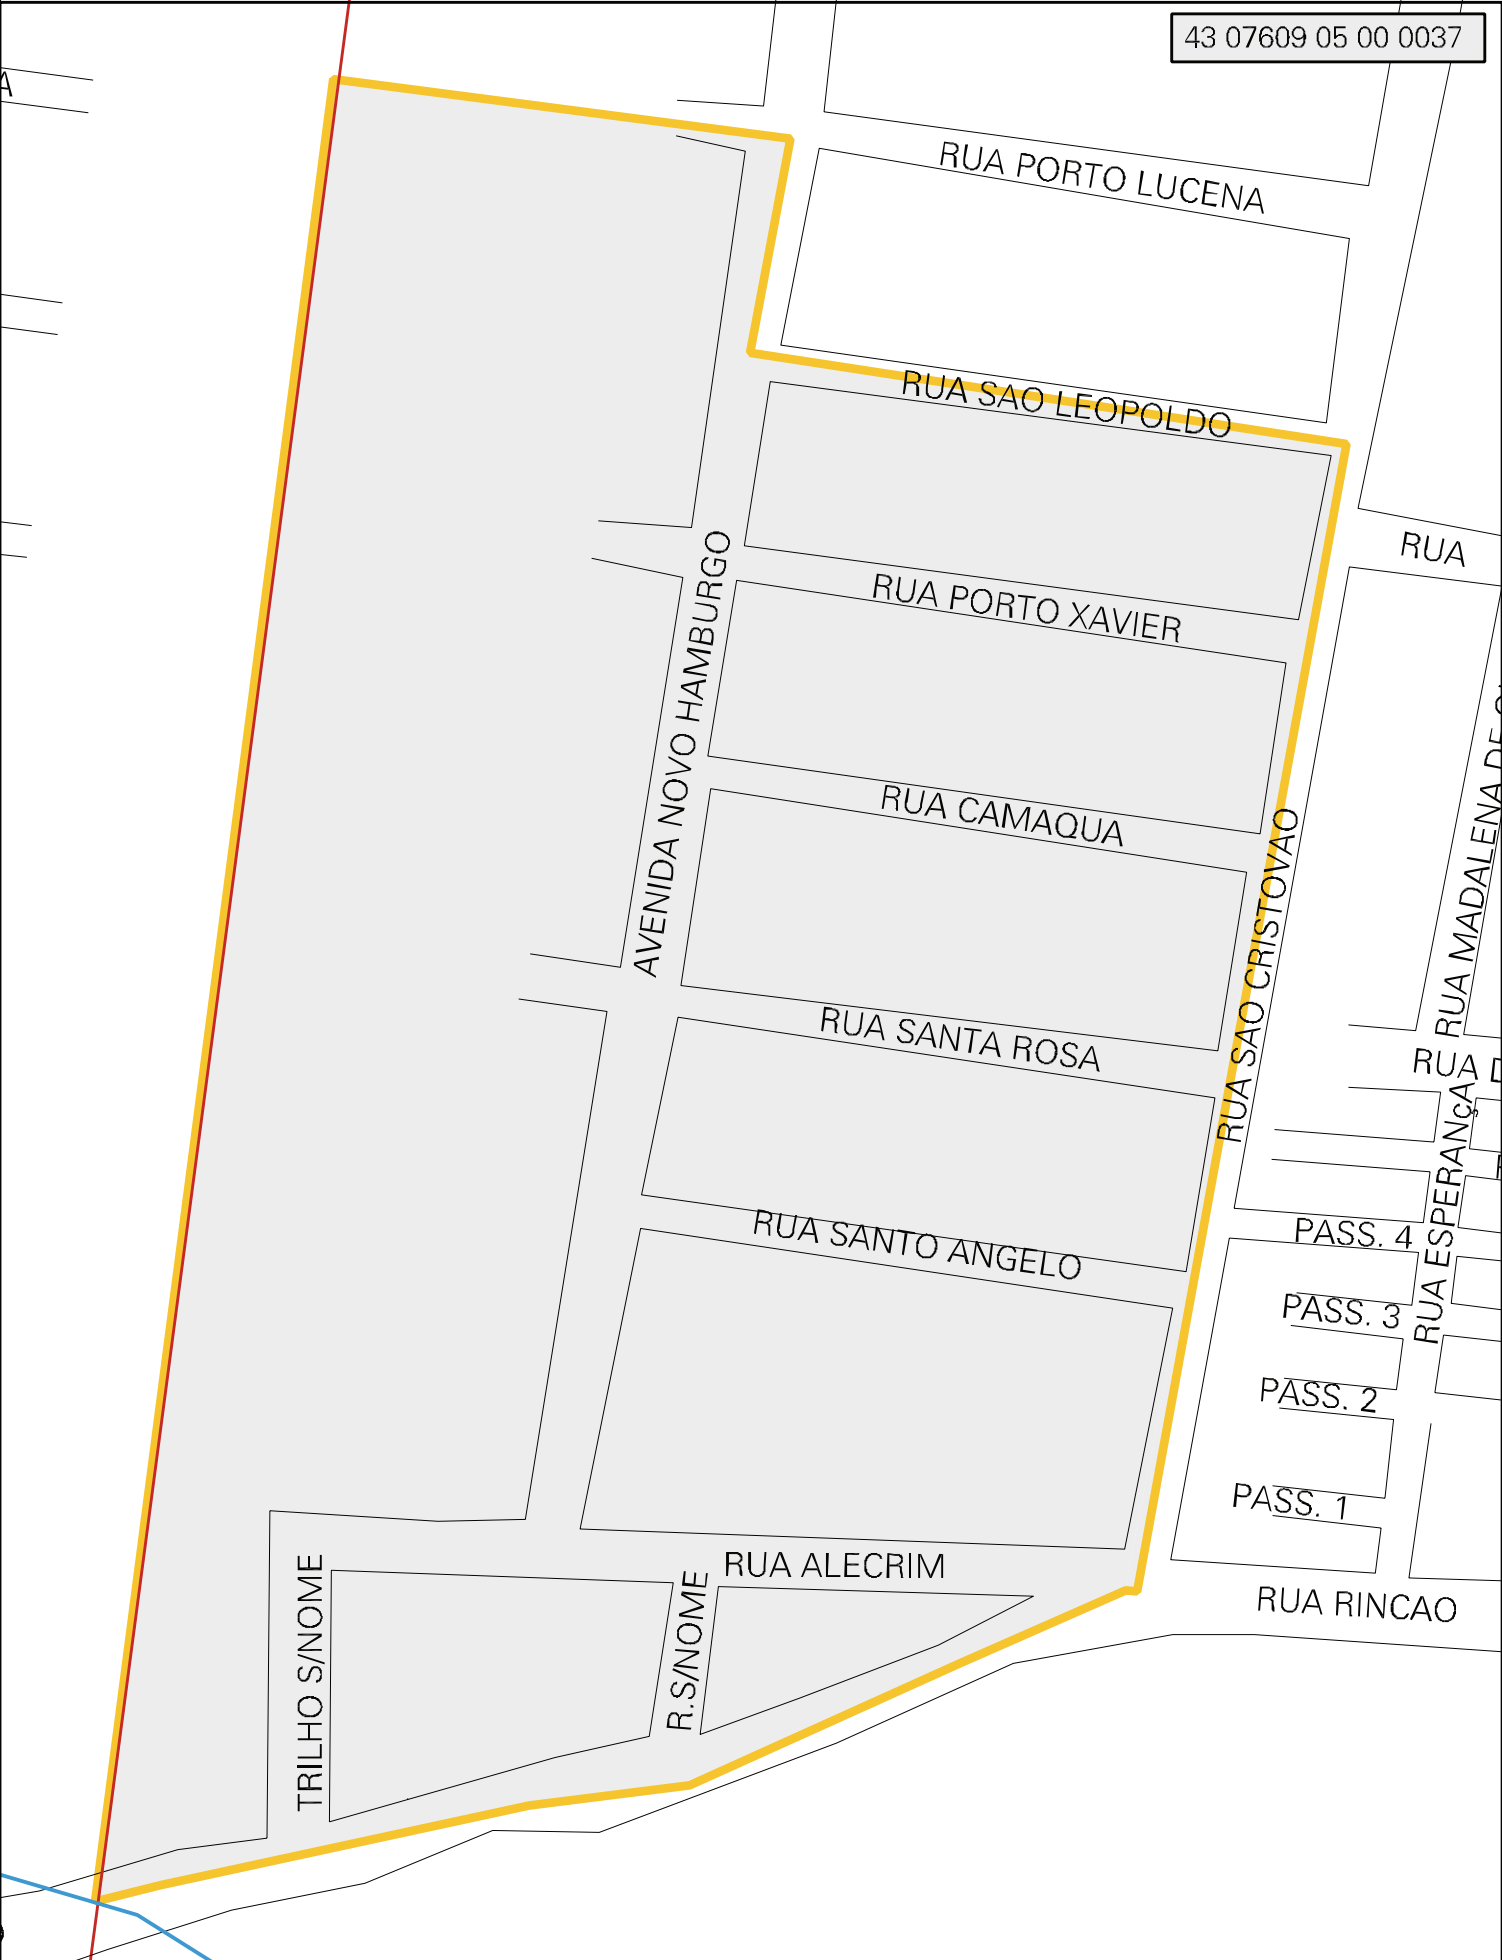 43 07609 05 00 0037
A
RUA PORTO LUCENA
RUA SAO LEOPOLDO
RUA
RUA PORTO XAVIER
AVENIDA NOVO HAMBURGO
RUA CAMAQUA
RUA SAO CRISTOVAO
RUA MADALENA DE
RUA SANTA ROSA
RUA D
RUA ESPERANçA
RUA SANTO ANGELO
PASS. 4
PASS. 3
PASS. 2
PASS. 1
RUA ALECRIM
RUA RINCAO
TRILHO S/NOME
R.S/NOME